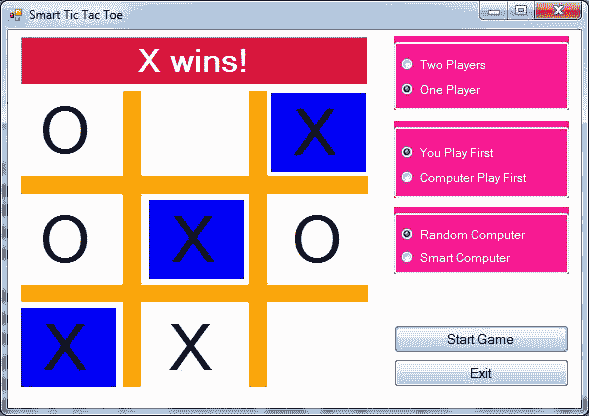 Smart Tic Tac Toe
X wins!
O X
O X O
X X
Two Players
One Player
You Play First
Computer Play First
Random Computer
Smart Computer
Start Game
Exit